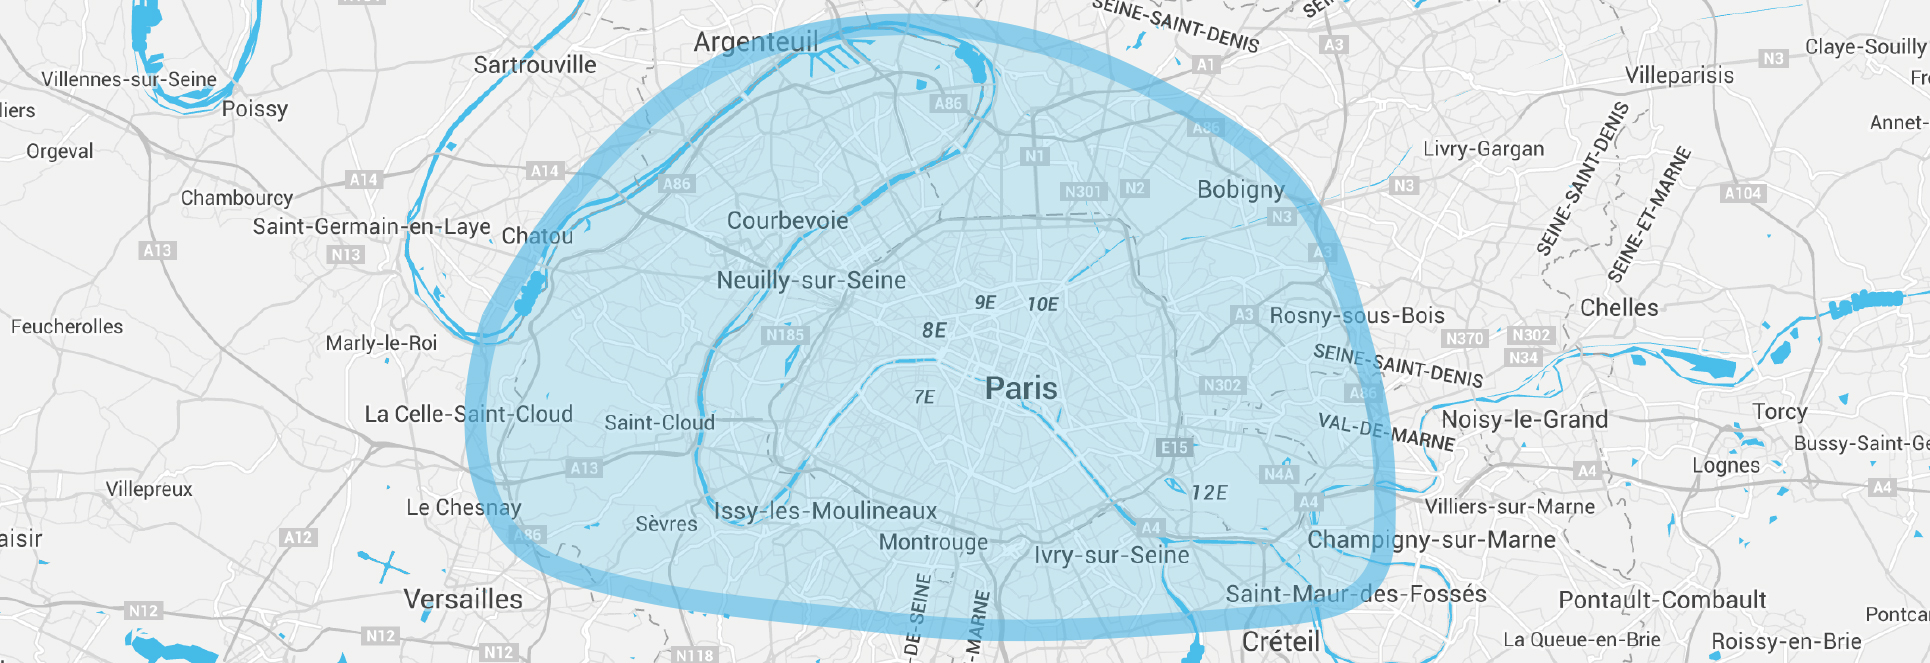 SEINE-SAINT-DENIS
Argenteuil
A3
Claye-Souilly
Sartrouville
A1
N3
Villeparisis
Villennes-sur-Seine
Poissy
A86
liers
Annet-
A86
Orgeval
N1
Livry-Gargan
SEINE-SAINT-DENIS
A14
A14
A86
N301
N2
Bobigny
N3
SEINE-ET-MARNE
A104
Chambourcy
Courbevoie
N3
Saint-Germain-en-Laye
Chatou
A13
N13
A3
Neuilly-sur-Seine
9E
10E
Chelles
Feucherolles
8E
A3
Rosny-sous-Bois
N185
N370
N302
Marly-le-Roi
N34
SEINE-SAINT-DENIS
Paris
7E
N302
A86
La Celle-Saint-Cloud
Saint-Cloud
VAL-DE-MARNE
Noisy-le-Grand
Torcy
E15
Bussy-Saint-Ge
A13
N4A
Lognes
A4
Villepreux
12E
A4
A4
Le Chesnay
Issy-les-Moulineaux
Villiers-sur-Marne
Sèvres
A4
A86
A12
aisir
Montrouge
Ivry-sur-Seine
Champigny-sur-Marne
Versailles
Saint-Maur-des-Fossés
Pontault-Combault
N12
DE-SEINE
-MARNE
Pontcar
N12
Créteil
La Queue-en-Brie
Roissy-en-Brie
N12
N118